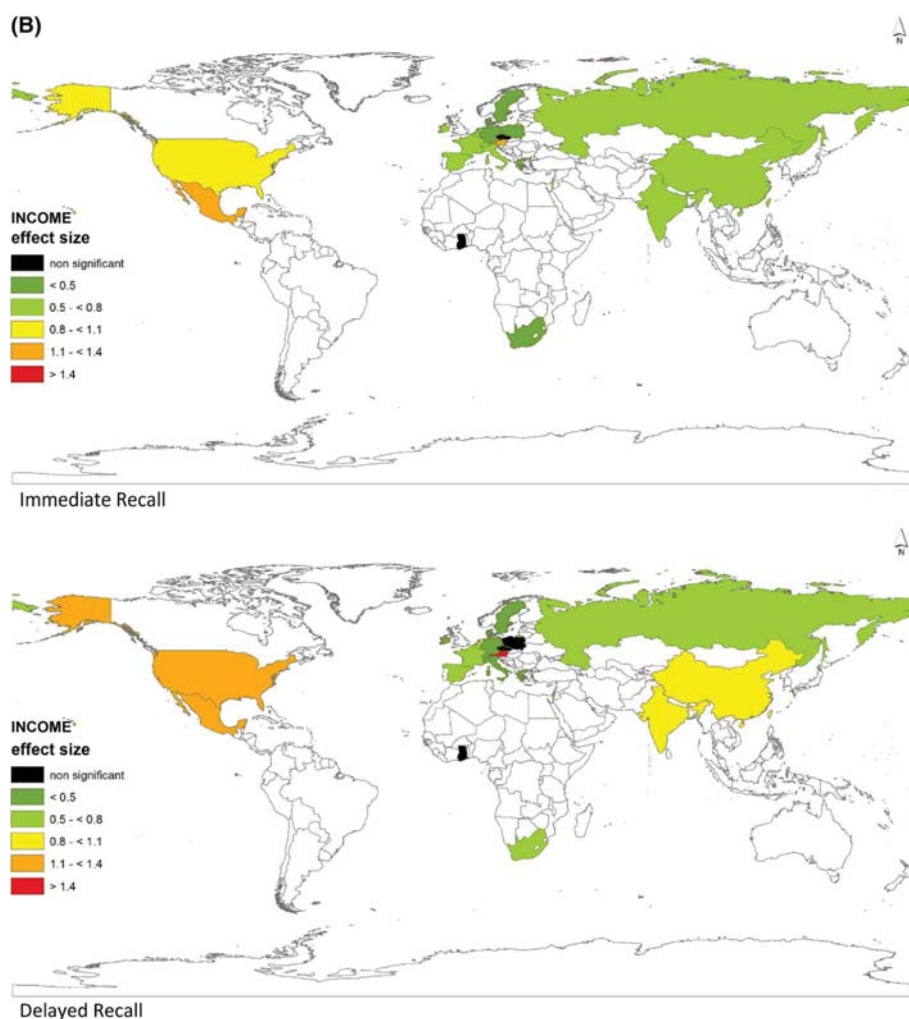 (B)
N
INCOME
effect size
non significant
< 0.5
0.5 - < 0.8
0.8 - < 1.1
1.1 - < 1.4
> 1.4
Immediate Recall
N
INCOME
effect size
non significant
< 0.5
0.5 - < 0.8
0.8 - < 1.1
1.1 - < 1.4
> 1.4
Delayed Recall